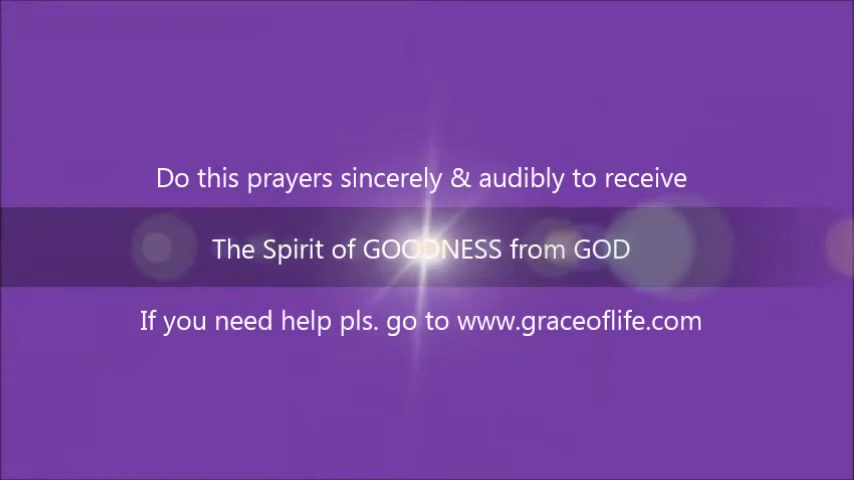 Do this prayers sincerely & audibly to receive
The Spirit of GOODNESS from GOD
If you need help pls. go to www.graceoflife.com